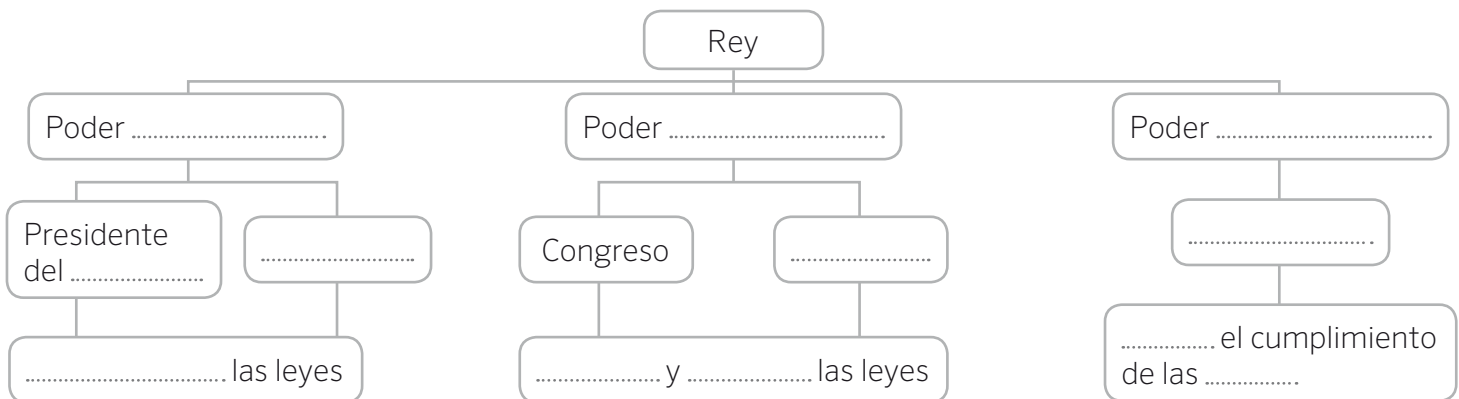 Rey
Poder ..................................
Poder ......................................
Poder ......................................
Presidente
del .......................
...........................
Congreso
.........................
................................ .
................................... las leyes
...................... y ...................... las leyes
................ el cumplimiento
de las ................